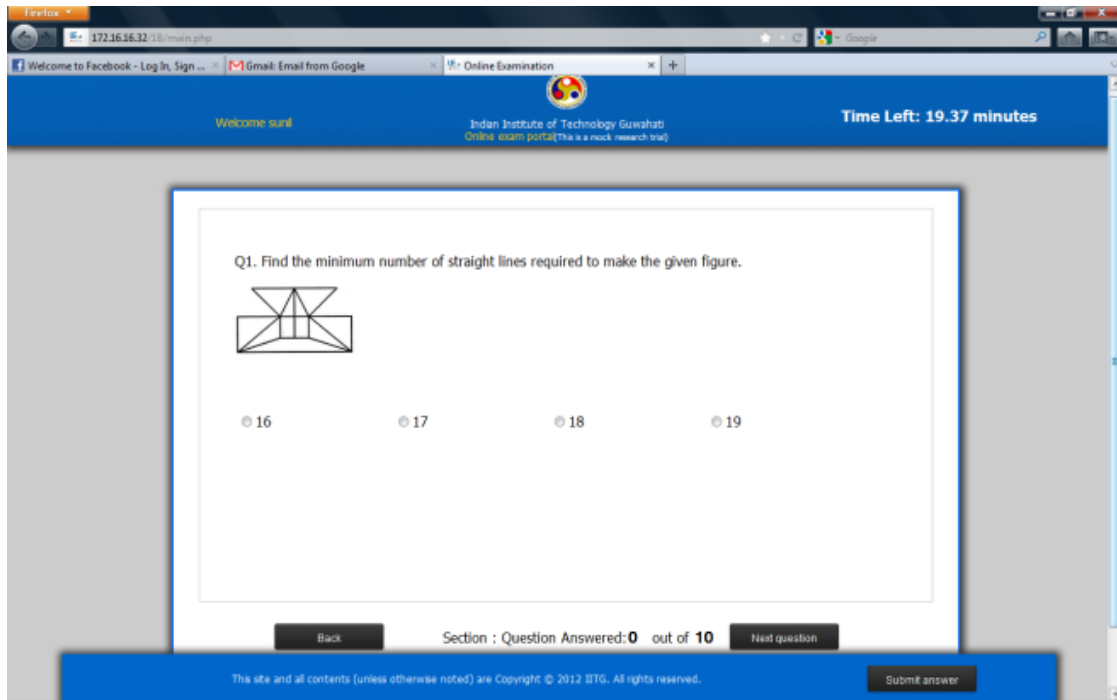 Firefox
172.16.16.32/18/main.php
Google
Welcome to Facebook - Log In, Sign ...
Gmail: Email from Google
Online Examination
Welcome sunil
Indian Institute of Technology Guwahati
Online exam portal(This is a mock research trial)
Time Left: 19.37 minutes
Q1. Find the minimum number of straight lines required to make the given figure.
16 17 18 19
Back Section : Question Answered:0 out of 10 Next question
This site and all contents (unless otherwise noted) are Copyright © 2012 IITG. All rights reserved.
Submit answer